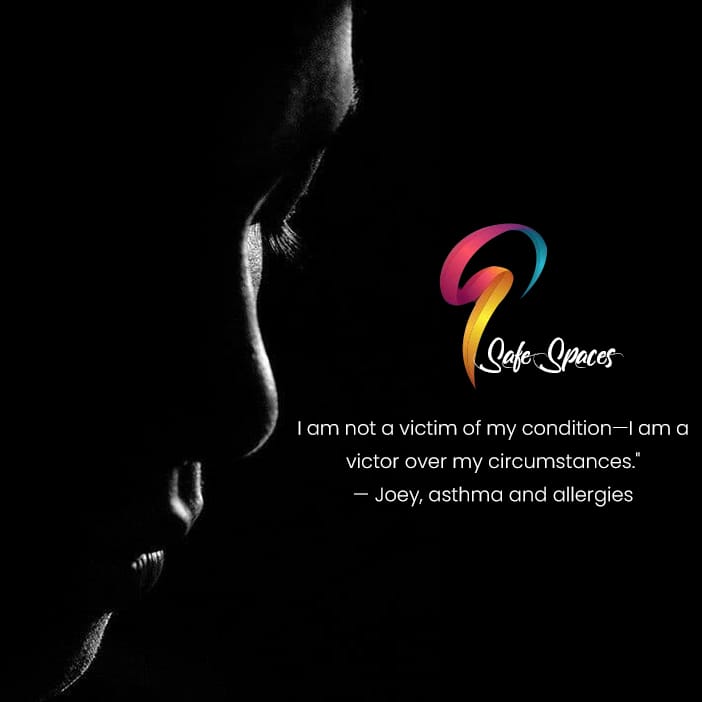 Safe Spaces
I am not a victim of my condition—I am a
victor over my circumstances."
— Joey, asthma and allergies